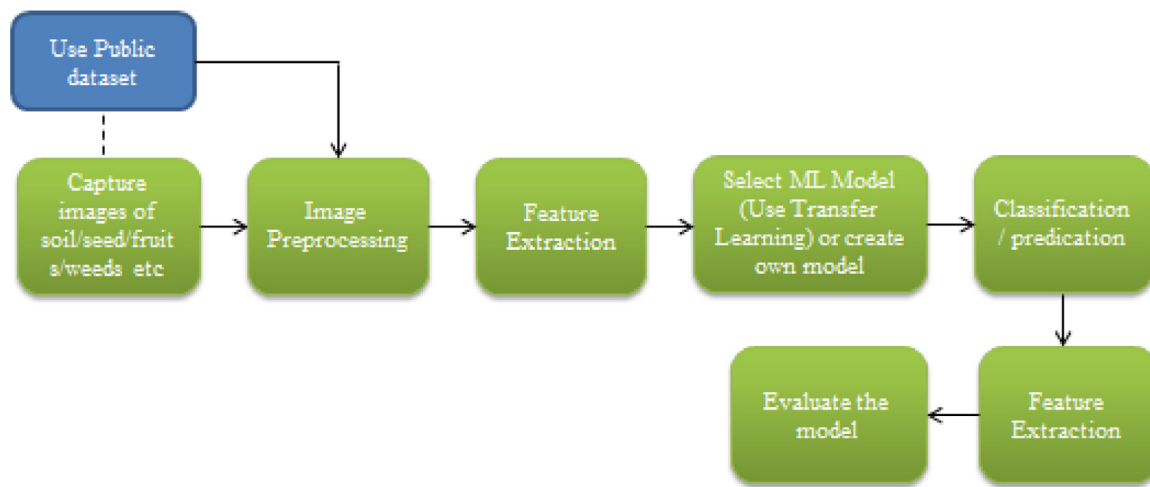 Use Public
dataset
Capture
images of
soil/seed/fruit
s/weeds etc
Image
Preprocessing
Feature
Extraction
Select ML Model
(Use Transfer
Learning) or create
own model
Classification
/ predication
Evaluate the
model
Feature
Extraction